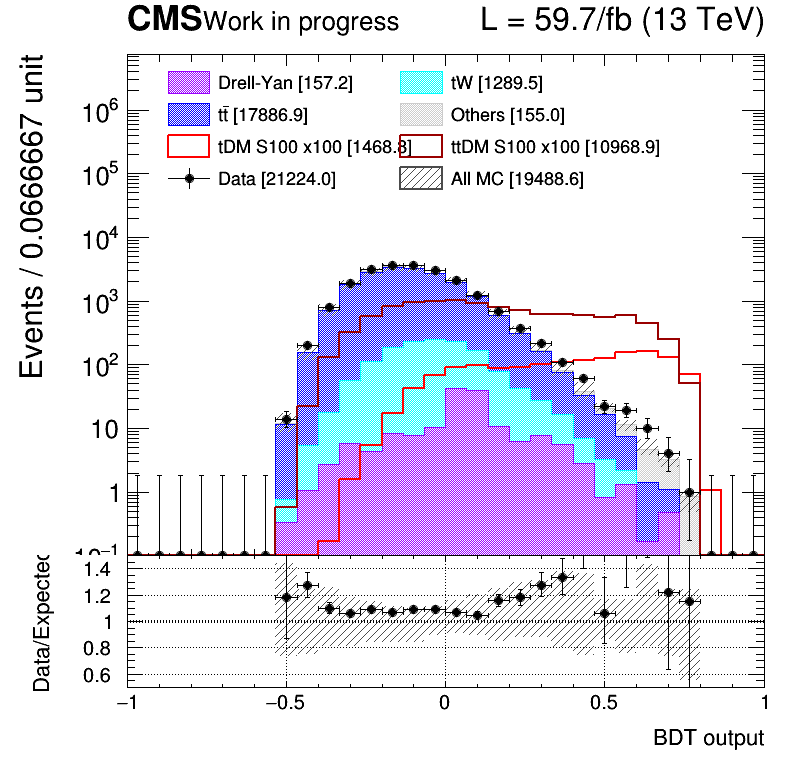 CMS Work in progress L = 59.7/fb (13 TeV)
Events / 0.0666667 unit
Drell-Yan [157.2] tW [1289.5]
tt̄ [17886.9] Others [155.0]
tDM S100 x100 [1468.8] ttDM S100 x100 [10968.9]
Data [21224.0] All MC [19488.6]
10⁶
10⁵
10⁴
10³
10²
10
1
10⁻¹
Data/Expected
1.4
1.2
1
0.8
0.6
−1 −0.5 0 0.5 1
BDT output